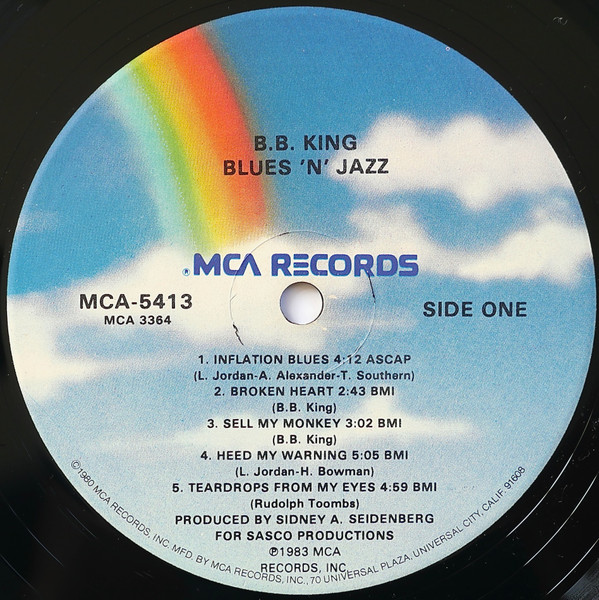 B.B. KING
BLUES 'N' JAZZ
® MCA RECORDS
MCA-5413
MCA 3364
SIDE ONE
1. INFLATION BLUES 4:12 ASCAP
(L. Jordan-A. Alexander-T. Southern)
2. BROKEN HEART 2:43 BMI
(B.B. King)
3. SELL MY MONKEY 3:02 BMI
(B.B. King)
4. HEED MY WARNING 5:05 BMI
(L. Jordan-H. Bowman)
5. TEARDROPS FROM MY EYES 4:59 BMI
(Rudolph Toombs)
PRODUCED BY SIDNEY A. SEIDENBERG
FOR SASCO PRODUCTIONS
℗1983 MCA
RECORDS, INC.
©1980 MCA RECORDS, INC. MFD. BY MCA RECORDS, INC., 70 UNIVERSAL PLAZA, UNIVERSAL CITY, CALIF. 91608